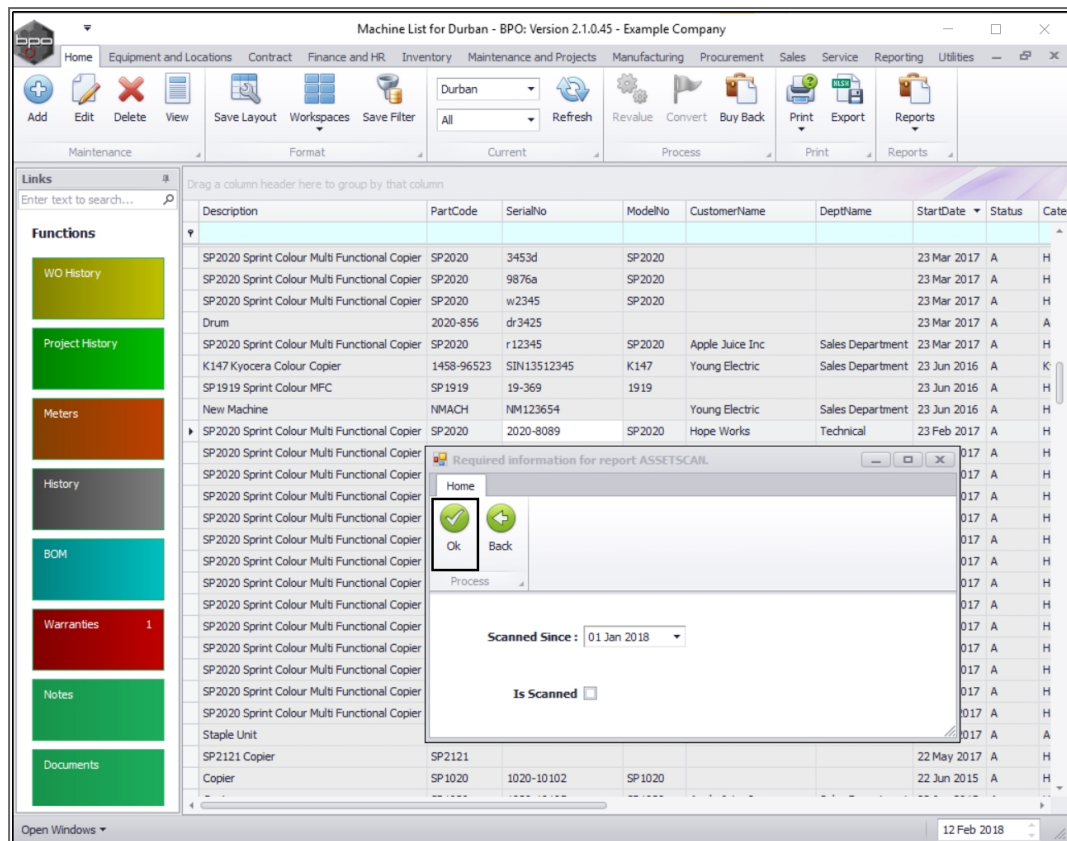 Machine List for Durban - BPO: Version 2.1.0.45 - Example Company
bpo
Home Equipment and Locations Contract Finance and HR Inventory Maintenance and Projects Manufacturing Procurement Sales Service Reporting Utilities
Add Edit Delete View Save Layout Workspaces Save Filter Durban All Refresh Revalue Convert Buy Back Print Export Reports
Maintenance Format Current Process Print Reports
Links
Enter text to search...
Functions
WO History
Project History
Meters
History
BOM
Warranties 1
Notes
Documents
Drag a column header here to group by that column
Description PartCode SerialNo ModelNo CustomerName DeptName StartDate Status Cate
SP2020 Sprint Colour Multi Functional Copier SP2020 3453d SP2020 23 Mar 2017 A H
SP2020 Sprint Colour Multi Functional Copier SP2020 9876a SP2020 23 Mar 2017 A H
SP2020 Sprint Colour Multi Functional Copier SP2020 w2345 SP2020 23 Mar 2017 A H
Drum 2020-856 dr3425 23 Mar 2017 A A
SP2020 Sprint Colour Multi Functional Copier SP2020 r12345 SP2020 Apple Juice Inc Sales Department 23 Mar 2017 A H
K147 Kyocera Colour Copier 1458-96523 SIN13512345 K147 Young Electric Sales Department 23 Jun 2016 A K
SP1919 Sprint Colour MFC SP1919 19-369 1919 23 Jun 2016 A H
New Machine NMACH NM123654 Young Electric Sales Department 23 Jun 2016 A H
SP2020 Sprint Colour Multi Functional Copier SP2020 2020-8089 SP2020 Hope Works Technical 23 Feb 2017 A H
SP2020 Sprint Colour Multi Functional Copier 017 A H
SP2020 Sprint Colour Multi Functional Copier 017 A H
SP2020 Sprint Colour Multi Functional Copier 017 A H
SP2020 Sprint Colour Multi Functional Copier 017 A H
SP2020 Sprint Colour Multi Functional Copier 017 A H
SP2020 Sprint Colour Multi Functional Copier 017 A H
SP2020 Sprint Colour Multi Functional Copier 017 A H
SP2020 Sprint Colour Multi Functional Copier 017 A H
SP2020 Sprint Colour Multi Functional Copier 017 A H
SP2020 Sprint Colour Multi Functional Copier 017 A H
SP2020 Sprint Colour Multi Functional Copier 017 A H
SP2020 Sprint Colour Multi Functional Copier 017 A H
SP2020 Sprint Colour Multi Functional Copier 2017 A H
Staple Unit 2017 A A
SP2121 Copier SP2121 22 May 2017 A H
Copier SP1020 1020-10102 SP1020 22 Jun 2015 A H
Required information for report ASSETSCAN.
Home
Ok Back
Process
Scanned Since : 01 Jan 2018
Is Scanned
Open Windows
12 Feb 2018